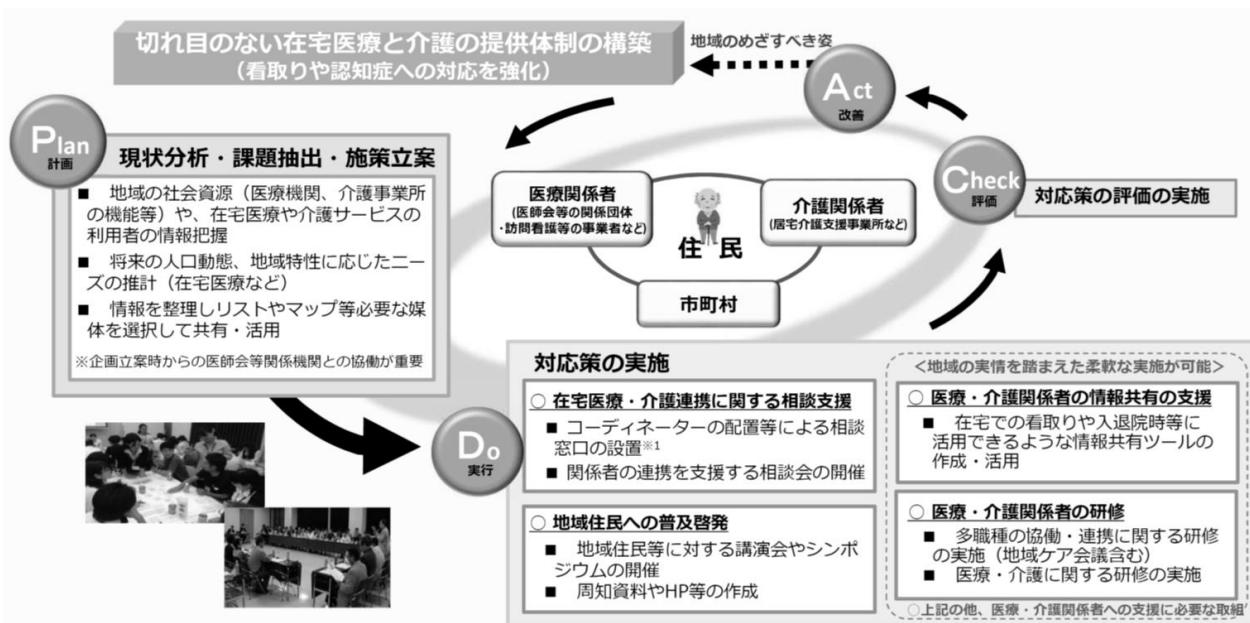 切れ目のない在宅医療と介護の提供体制の構築
（看取りや認知症への対応を強化）
地域のめざすべき姿
Act
改善
Plan
計画
現状分析・課題抽出・施策立案
■ 地域の社会資源（医療機関、介護事業所
の機能等）や、在宅医療や介護サービスの
利用者の情報把握
■ 将来の人口動態、地域特性に応じたニー
ズの推計（在宅医療など）
■ 情報を整理しリストやマップ等必要な媒
体を選択して共有・活用
※企画立案時からの医師会等関係機関との協働が重要
医療関係者
(医師会等の関係団体
・訪問看護等の事業者など)
介護関係者
(居宅介護支援事業所など)
住 民
市町村
Check
評価
対応策の評価の実施
Do
実行
対応策の実施
○ 在宅医療・介護連携に関する相談支援
■ コーディネーターの配置等による相談
窓口の設置※1
■ 関係者の連携を支援する相談会の開催
○ 地域住民への普及啓発
■ 地域住民等に対する講演会やシンポ
ジウムの開催
■ 周知資料やHP等の作成
＜地域の実情を踏まえた柔軟な実施が可能＞
○ 医療・介護関係者の情報共有の支援
■ 在宅での看取りや入退院時等に
活用できるような情報共有ツールの
作成・活用
○ 医療・介護関係者の研修
■ 多職種の協働・連携に関する研修
の実施（地域ケア会議含む）
■ 医療・介護に関する研修の実施
○上記の他、医療・介護関係者への支援に必要な取組